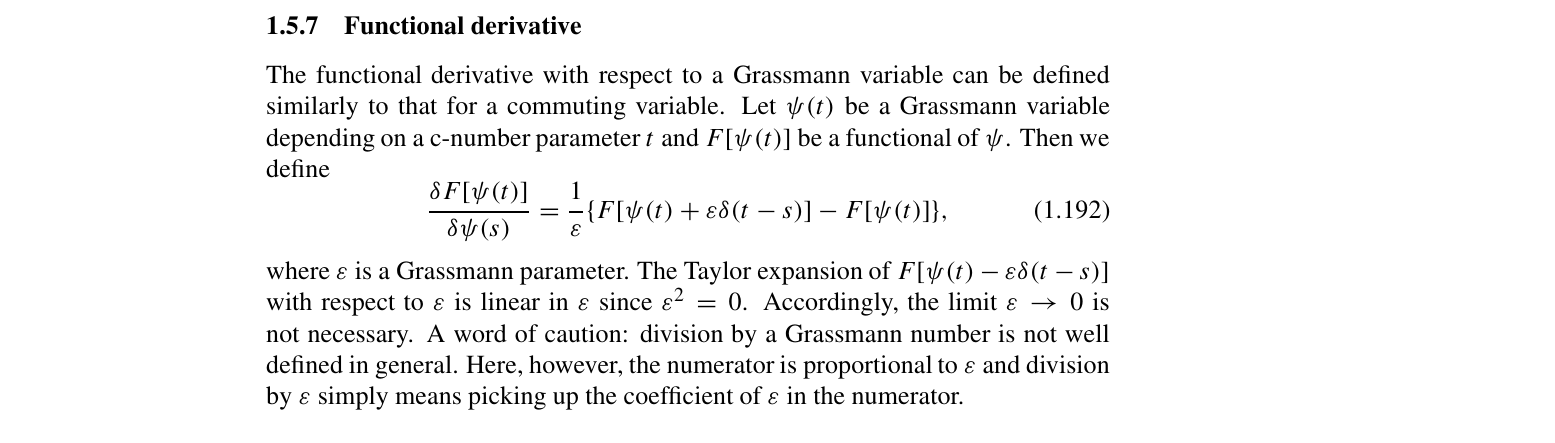 1.5.7 Functional derivative
The functional derivative with respect to a Grassmann variable can be defined
similarly to that for a commuting variable. Let ψ(t) be a Grassmann variable
depending on a c-number parameter t and F[ψ(t)] be a functional of ψ. Then we
define
δF[ψ(t)]/δψ(s) = 1/ε {F[ψ(t) + εδ(t − s)] − F[ψ(t)]}, (1.192)
where ε is a Grassmann parameter. The Taylor expansion of F[ψ(t) − εδ(t − s)]
with respect to ε is linear in ε since ε² = 0. Accordingly, the limit ε → 0 is
not necessary. A word of caution: division by a Grassmann number is not well
defined in general. Here, however, the numerator is proportional to ε and division
by ε simply means picking up the coefficient of ε in the numerator.